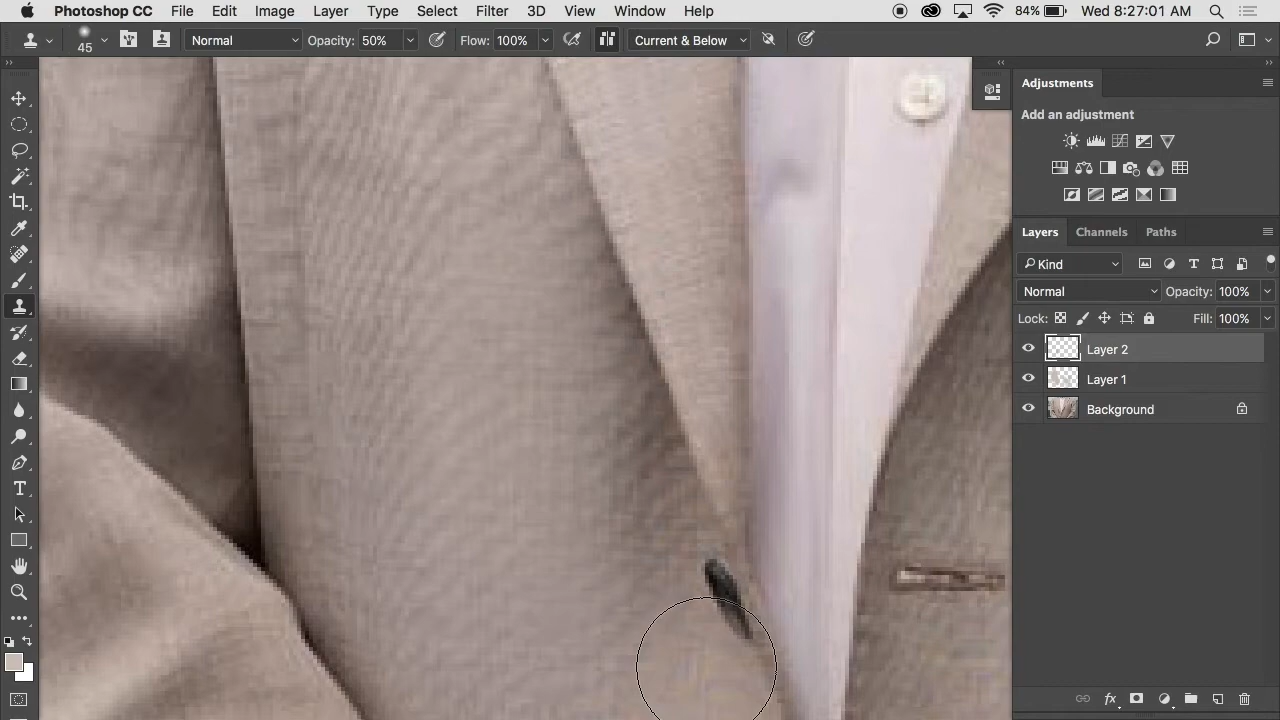 Photoshop CC File Edit Image Layer Type Select Filter 3D View Window Help 84% Wed 8:27:01 AM
45 Normal Opacity: 50% Flow: 100% Current & Below
Adjustments
Add an adjustment
Layers Channels Paths
Kind
Normal Opacity: 100%
Lock: Fill: 100%
Layer 2
Layer 1
Background